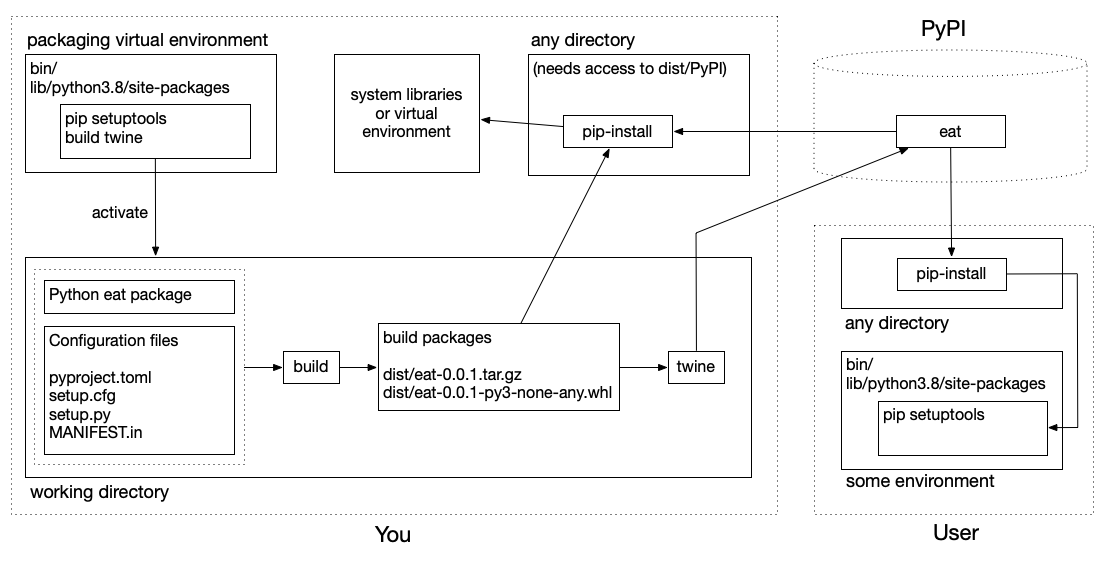 packaging virtual environment
bin/
lib/python3.8/site-packages
pip setuptools
build twine
activate
system libraries
or virtual
environment
any directory
(needs access to dist/PyPI)
pip-install
PyPI
eat
Python eat package
Configuration files
pyproject.toml
setup.cfg
setup.py
MANIFEST.in
build
build packages
dist/eat-0.0.1.tar.gz
dist/eat-0.0.1-py3-none-any.whl
twine
working directory
You
pip-install
any directory
bin/
lib/python3.8/site-packages
pip setuptools
some environment
User